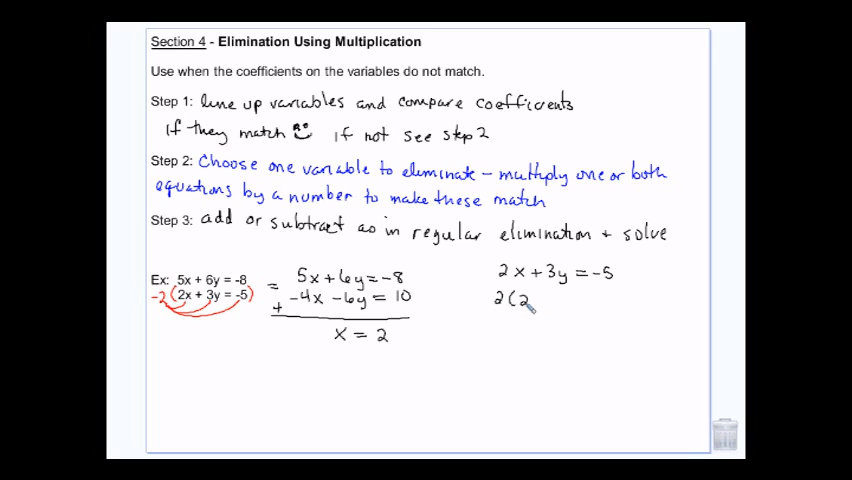 Section 4 - Elimination Using Multiplication
Use when the coefficients on the variables do not match.
Step 1: line up variables and compare coefficients
If they match if not see step 2
Step 2: Choose one variable to eliminate - multiply one or both
equations by a number to make these match
Step 3: add or subtract as in regular elimination + solve
Ex: 5x + 6y = -8
-2(2x + 3y = -5)
= 5x + 6y = -8
+ -4x - 6y = 10
x = 2
2x + 3y = -5
2(2